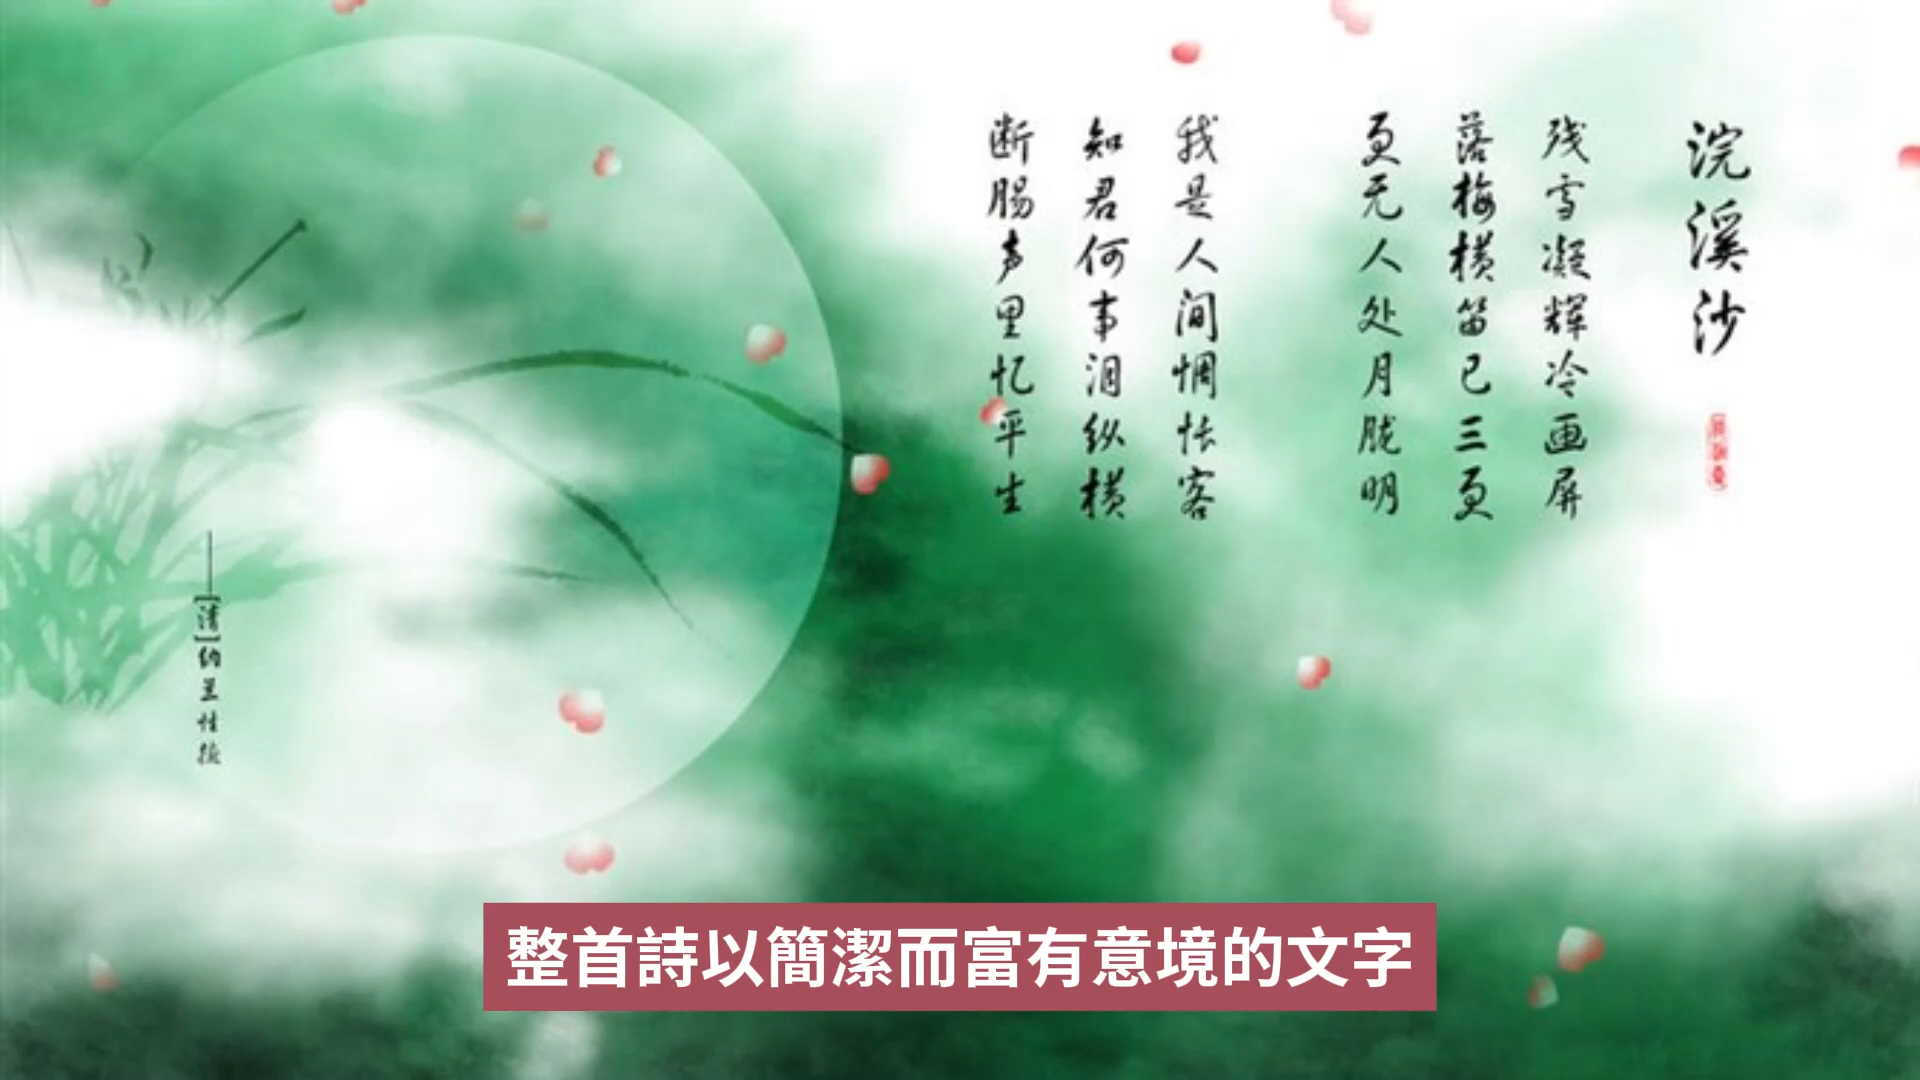 浣溪沙
残雪凝辉冷画屏
落梅横笛已三更
更无人处月胧明
我是人间惆怅客
知君何事泪纵横
断肠声里忆平生
——[清]纳兰性德
整首詩以簡潔而富有意境的文字